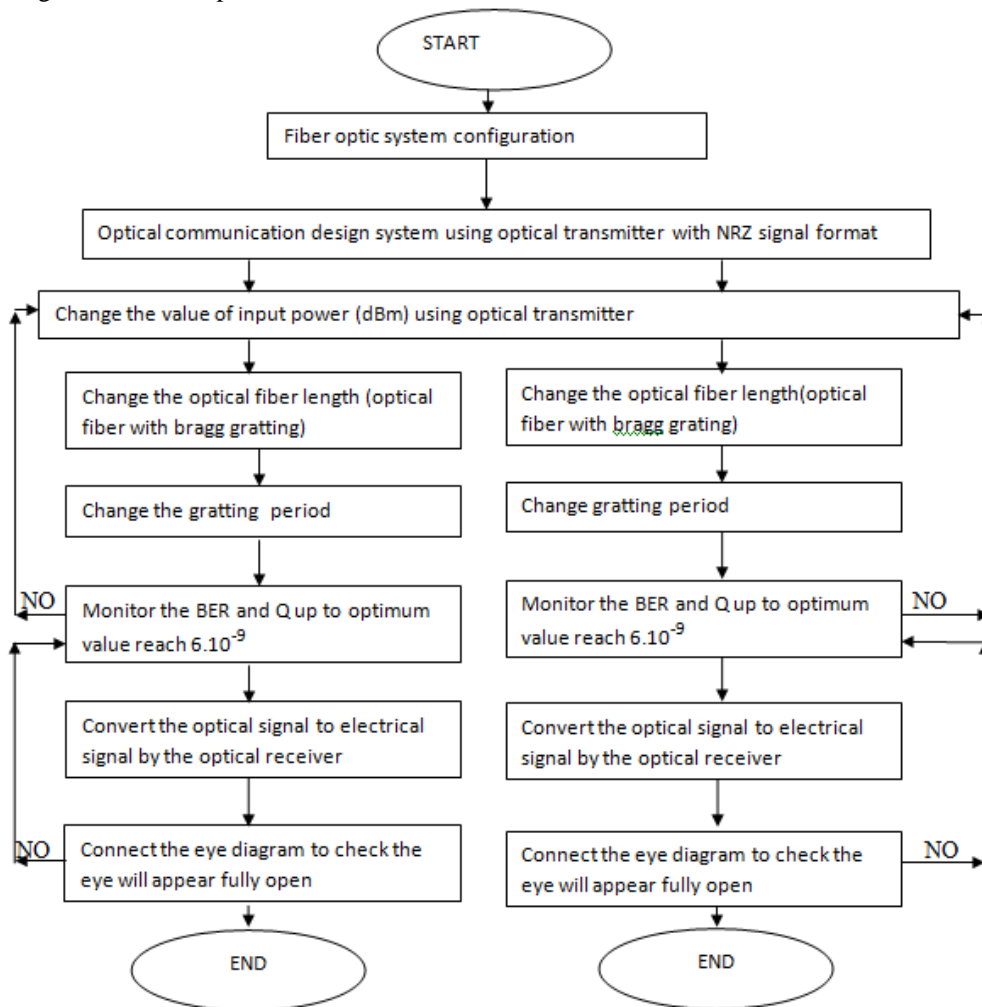 START
Fiber optic system configuration
Optical communication design system using optical transmitter with NRZ signal format
Change the value of input power (dBm) using optical transmitter
Change the optical fiber length (optical
fiber with bragg gratting)
Change the gratting period
NO
Monitor the BER and Q up to optimum
value reach 6.10⁻⁹
Convert the optical signal to electrical
signal by the optical receiver
NO
Connect the eye diagram to check the
eye will appear fully open
END
Change the optical fiber length(optical
fiber with bragg grating)
Change gratting period
Monitor the BER and Q up to optimum
value reach 6.10⁻⁹
NO
Convert the optical signal to electrical
signal by the optical receiver
Connect the eye diagram to check the
eye will appear fully open
NO
END